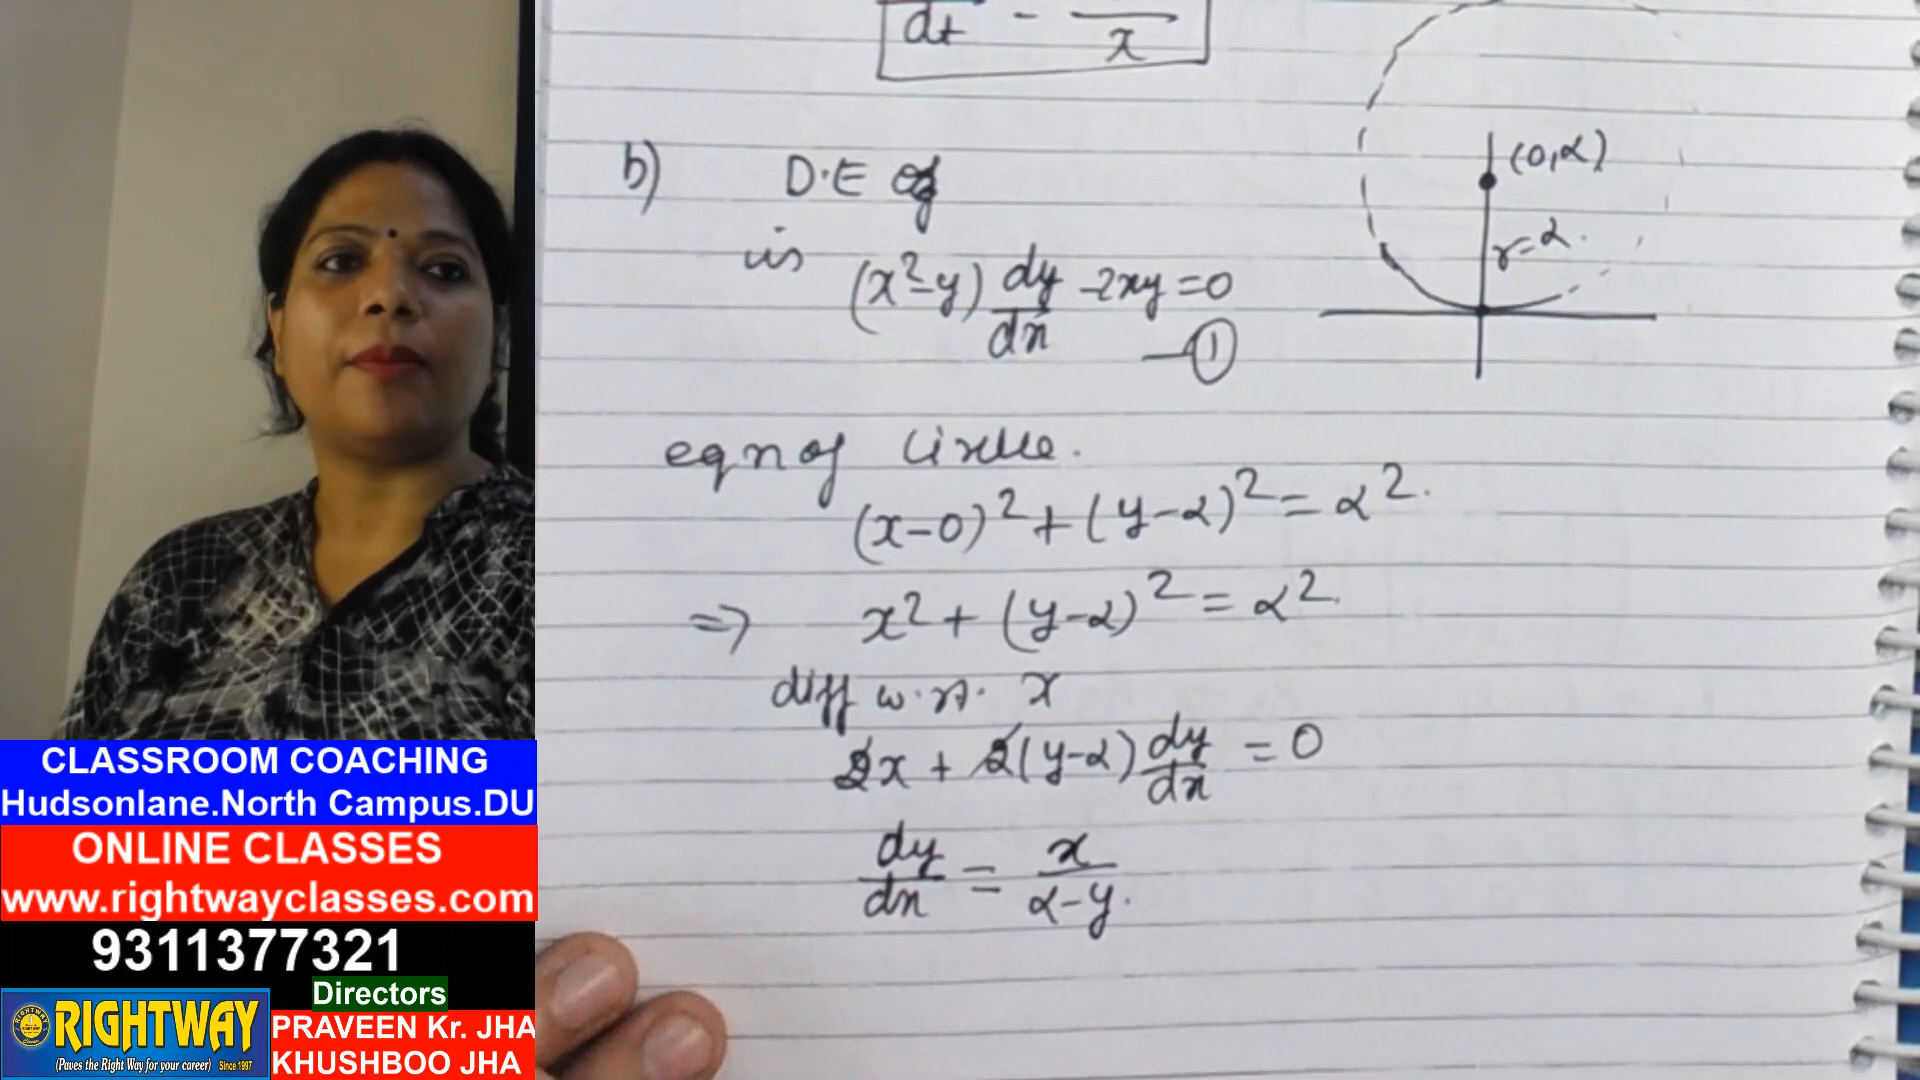 dt - x
b) D.E of
is (x²-y) dy/dx -2xy=0
—①
(0,α)
r=α.
eqn of Circle.
(x-0)²+(y-α)²=α².
=> x²+(y-α)²=α².
diff w.r.t. x
2x + 2(y-α) dy/dx = 0
dy/dx = x/α-y.
CLASSROOM COACHING
Hudsonlane.North Campus.DU
ONLINE CLASSES
www.rightwayclasses.com
9311377321
Directors
RIGHTWAY
(Paves the Right Way for your career) Since 1997
PRAVEEN Kr. JHA
KHUSHBOO JHA